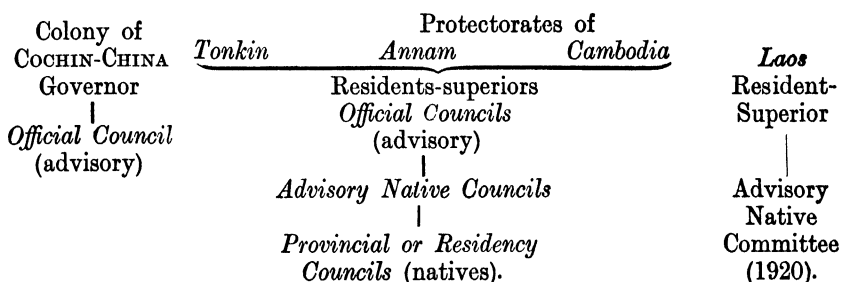 Colony of
COCHIN-CHINA
Governor
Official Council
(advisory)
Protectorates of
Tonkin Annam Cambodia
Residents-superiors
Official Councils
(advisory)
Advisory Native Councils
Provincial or Residency
Councils (natives).
Laos
Resident-
Superior
Advisory
Native
Committee
(1920).